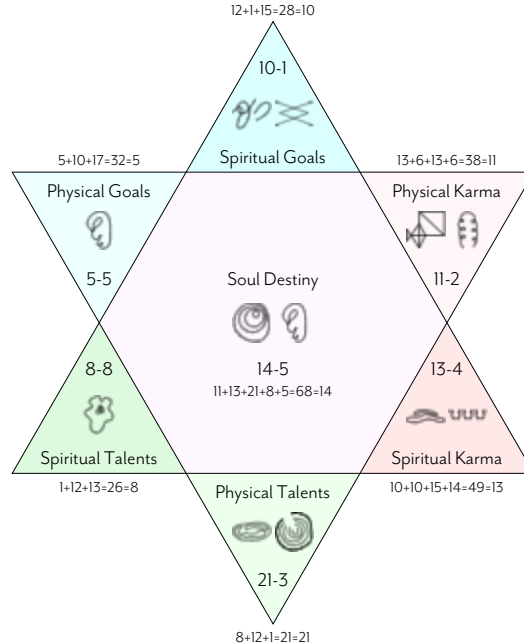 12+1+15=28=10
10-1
Spiritual Goals
5+10+17=32=5
Physical Goals
5-5
13+6+13+6=38=11
Physical Karma
11-2
Soul Destiny
14-5
11+13+21+8+5=68=14
8-8
Spiritual Talents
1+12+13=26=8
13-4
Spiritual Karma
10+10+15+14=49=13
Physical Talents
21-3
8+12+1=21=21